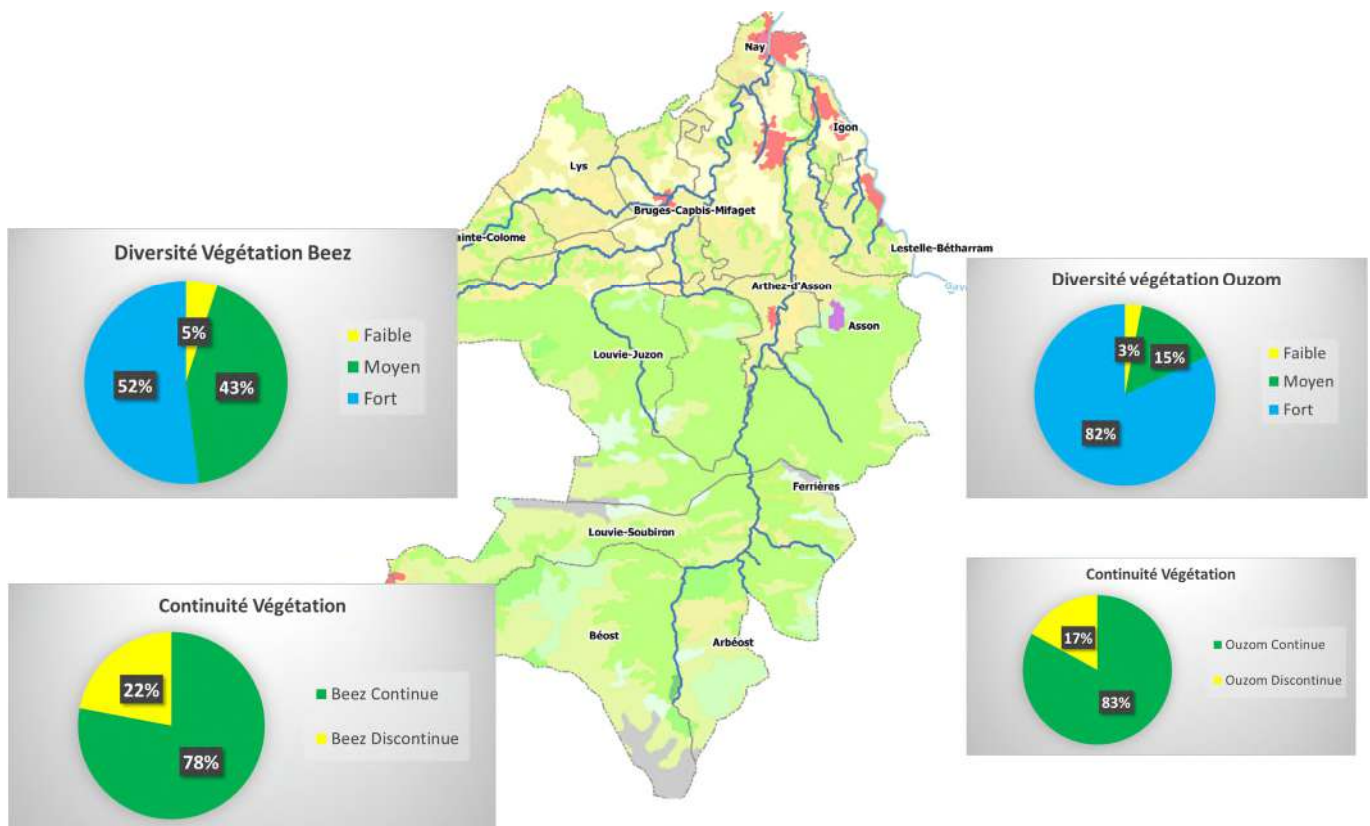 Nay
Igon
Lys
Bruges-Capbis-Mifaget
ainte-Colome
Lestelle-Bétharram
Arthez-d'Asson
Asson
Louvie-Juzon
Ferrières
Louvie-Soubiron
Béost
Arbéost
Diversité Végétation Beez
5%
43%
52%
Faible
Moyen
Fort
Diversité végétation Ouzom
3%
15%
82%
Faible
Moyen
Fort
Continuité Végétation
22%
78%
Beez Continue
Beez Discontinue
Continuité Végétation
17%
83%
Ouzom Continue
Ouzom Discontinue